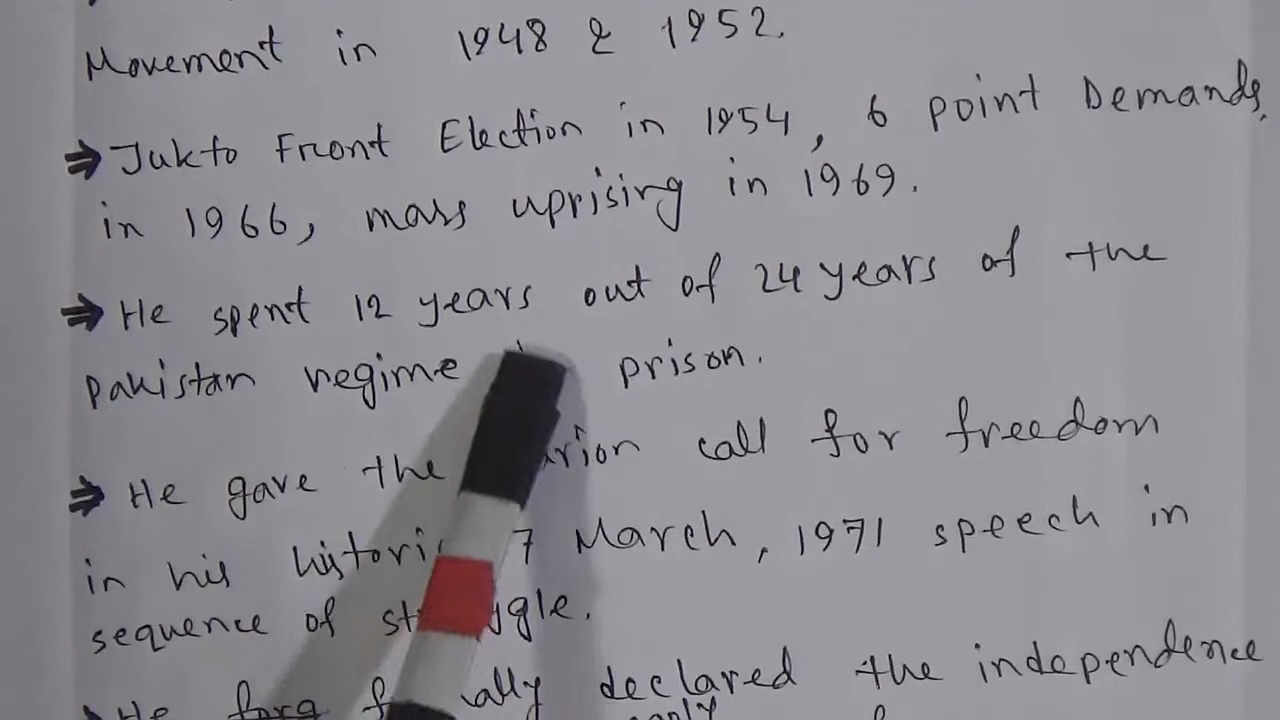 Movement in 1948 & 1952.
⇒ Jukto Front Election in 1954, 6 point Demands,
in 1966, mass uprising in 1969.
⇒ He spent 12 years out of 24 years of the
pakistan regime prison.
⇒ He gave the call for freedom
in his 7 March, 1971 speech in
sequence of
⇒ He declared the independence